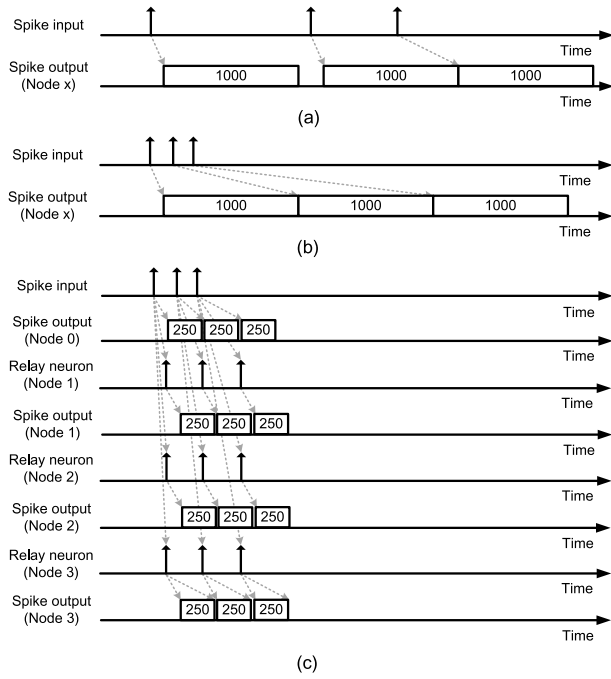 Spike input
Time
Spike output
(Node x)
1000
1000
1000
Time
(a)
Spike input
Time
Spike output
(Node x)
1000
1000
1000
Time
(b)
Spike input
Time
Spike output
(Node 0)
250
250
250
Time
Relay neuron
(Node 1)
Time
Spike output
(Node 1)
250
250
250
Time
Relay neuron
(Node 2)
Time
Spike output
(Node 2)
250
250
250
Time
Relay neuron
(Node 3)
Time
Spike output
(Node 3)
250
250
250
Time
(c)